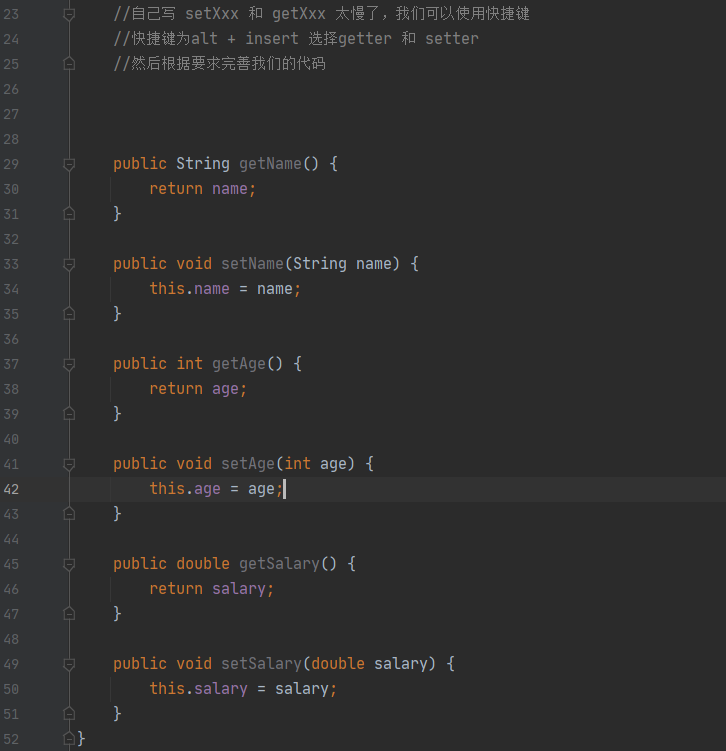 23 //自己写 setXxx 和 getXxx 太慢了，我们可以使用快捷键
24 //快捷键为alt + insert 选择getter 和 setter
25 //然后根据要求完善我们的代码
26
27
28
29 public String getName() {
30 return name;
31 }
32
33 public void setName(String name) {
34 this.name = name;
35 }
36
37 public int getAge() {
38 return age;
39 }
40
41 public void setAge(int age) {
42 this.age = age;
43 }
44
45 public double getSalary() {
46 return salary;
47 }
48
49 public void setSalary(double salary) {
50 this.salary = salary;
51 }
52 }